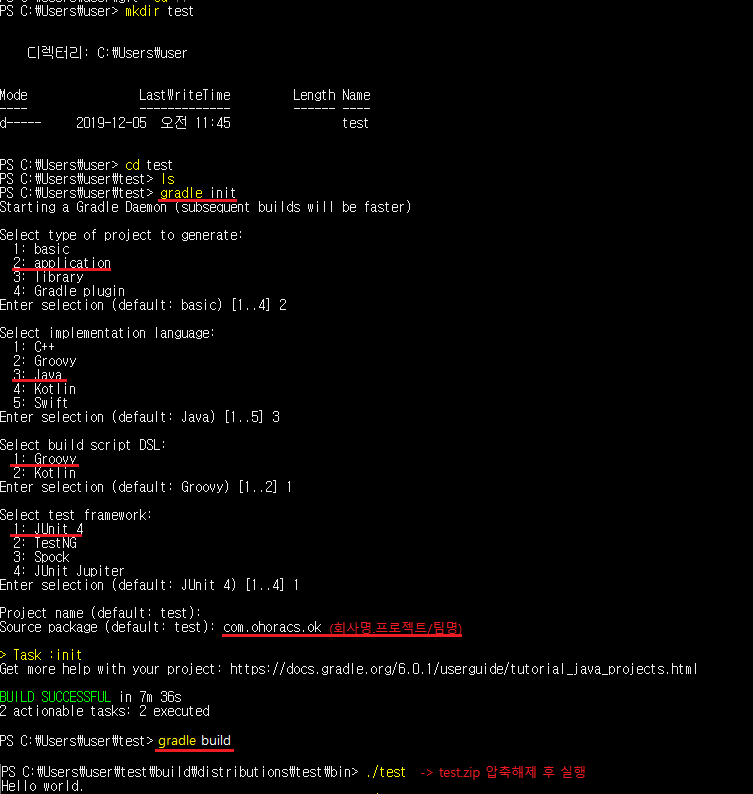 PS C:\Users\user> mkdir test
디렉터리: C:\Users\user
Mode LastWriteTime Length Name
---- ------------- ------ ----
d----- 2019-12-05 오전 11:45 test
PS C:\Users\user> cd test
PS C:\Users\user\test> ls
PS C:\Users\user\test> gradle init
Starting a Gradle Daemon (subsequent builds will be faster)
Select type of project to generate:
1: basic
2: application
3: library
4: Gradle plugin
Enter selection (default: basic) [1..4] 2
Select implementation language:
1: C++
2: Groovy
3: Java
4: Kotlin
5: Swift
Enter selection (default: Java) [1..5] 3
Select build script DSL:
1: Groovy
2: Kotlin
Enter selection (default: Groovy) [1..2] 1
Select test framework:
1: JUnit 4
2: TestNG
3: Spock
4: JUnit Jupiter
Enter selection (default: JUnit 4) [1..4] 1
Project name (default: test):
Source package (default: test): com.ohoracs.ok (회사명.프로젝트/팀명)
> Task :init
Get more help with your project: https://docs.gradle.org/6.0.1/userguide/tutorial_java_projects.html
BUILD SUCCESSFUL in 7m 36s
2 actionable tasks: 2 executed
PS C:\Users\user\test> gradle build
PS C:\Users\user\test\build\distributions\test\bin> ./test -> test.zip 압축해제 후 실행
Hello world.